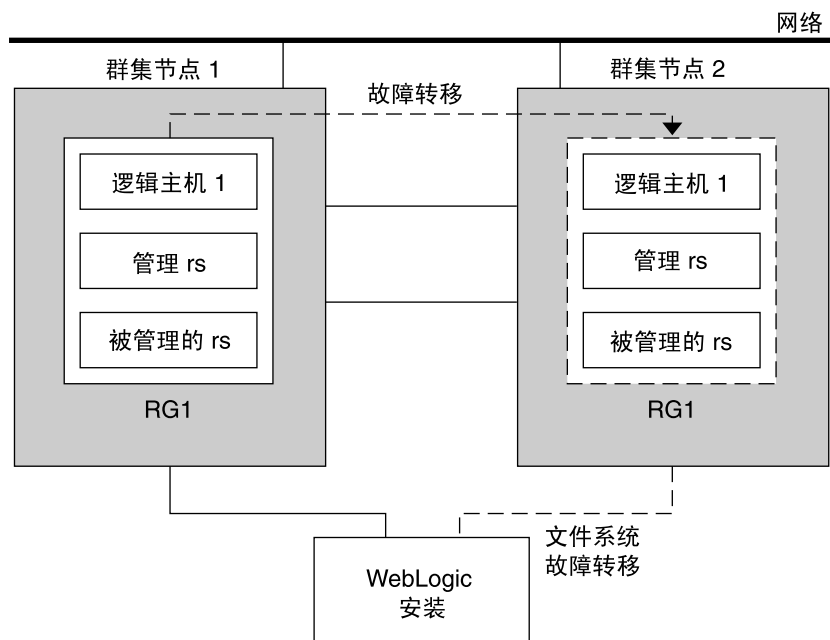 网络
群集节点 1
群集节点 2
故障转移
逻辑主机 1
管理 rs
被管理的 rs
RG1
逻辑主机 1
管理 rs
被管理的 rs
RG1
文件系统
故障转移
WebLogic
安装